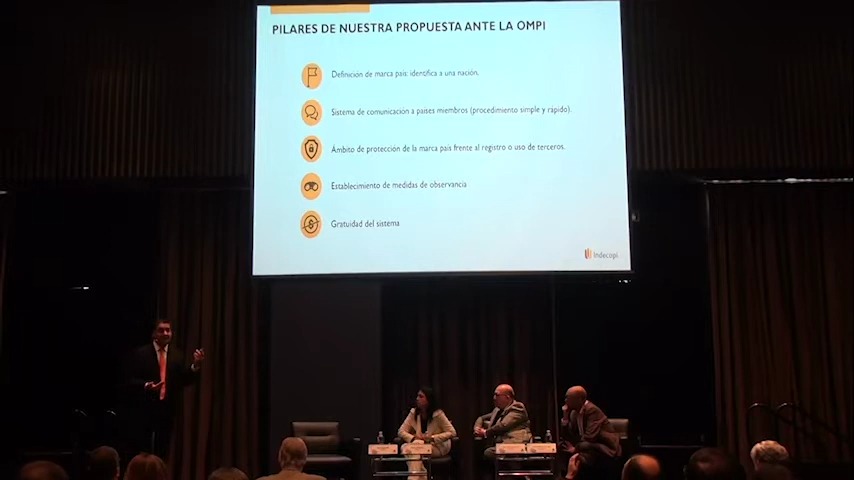 PILARES DE NUESTRA PROPUESTA ANTE LA OMPI
Definición de marca país: identifica a una nación.
Sistema de comunicación a países miembros (procedimiento simple y rápido).
Ámbito de protección de la marca país frente al registro o uso de terceros.
Establecimiento de medidas de observancia
Gratuidad del sistema
Indecopi